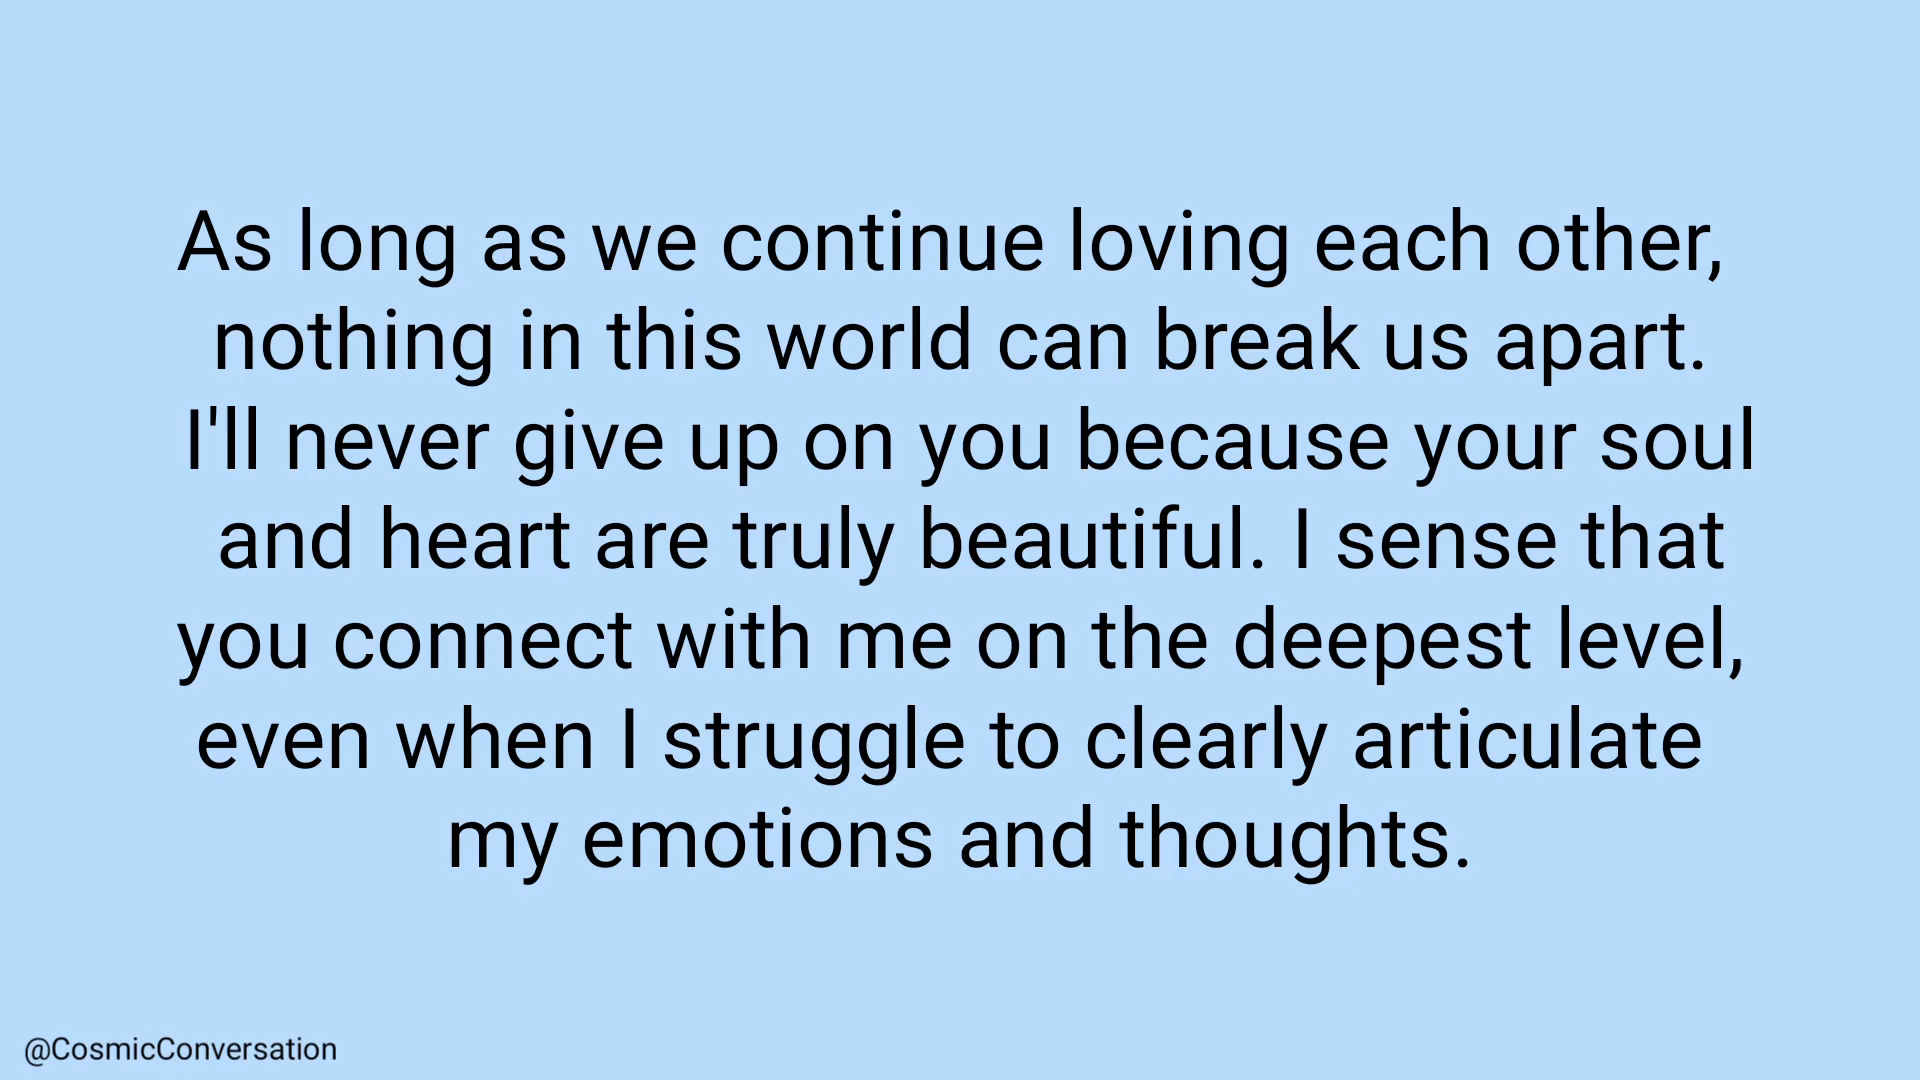 As long as we continue loving each other,
nothing in this world can break us apart.
I'll never give up on you because your soul
and heart are truly beautiful. I sense that
you connect with me on the deepest level,
even when I struggle to clearly articulate
my emotions and thoughts.
@CosmicConversation